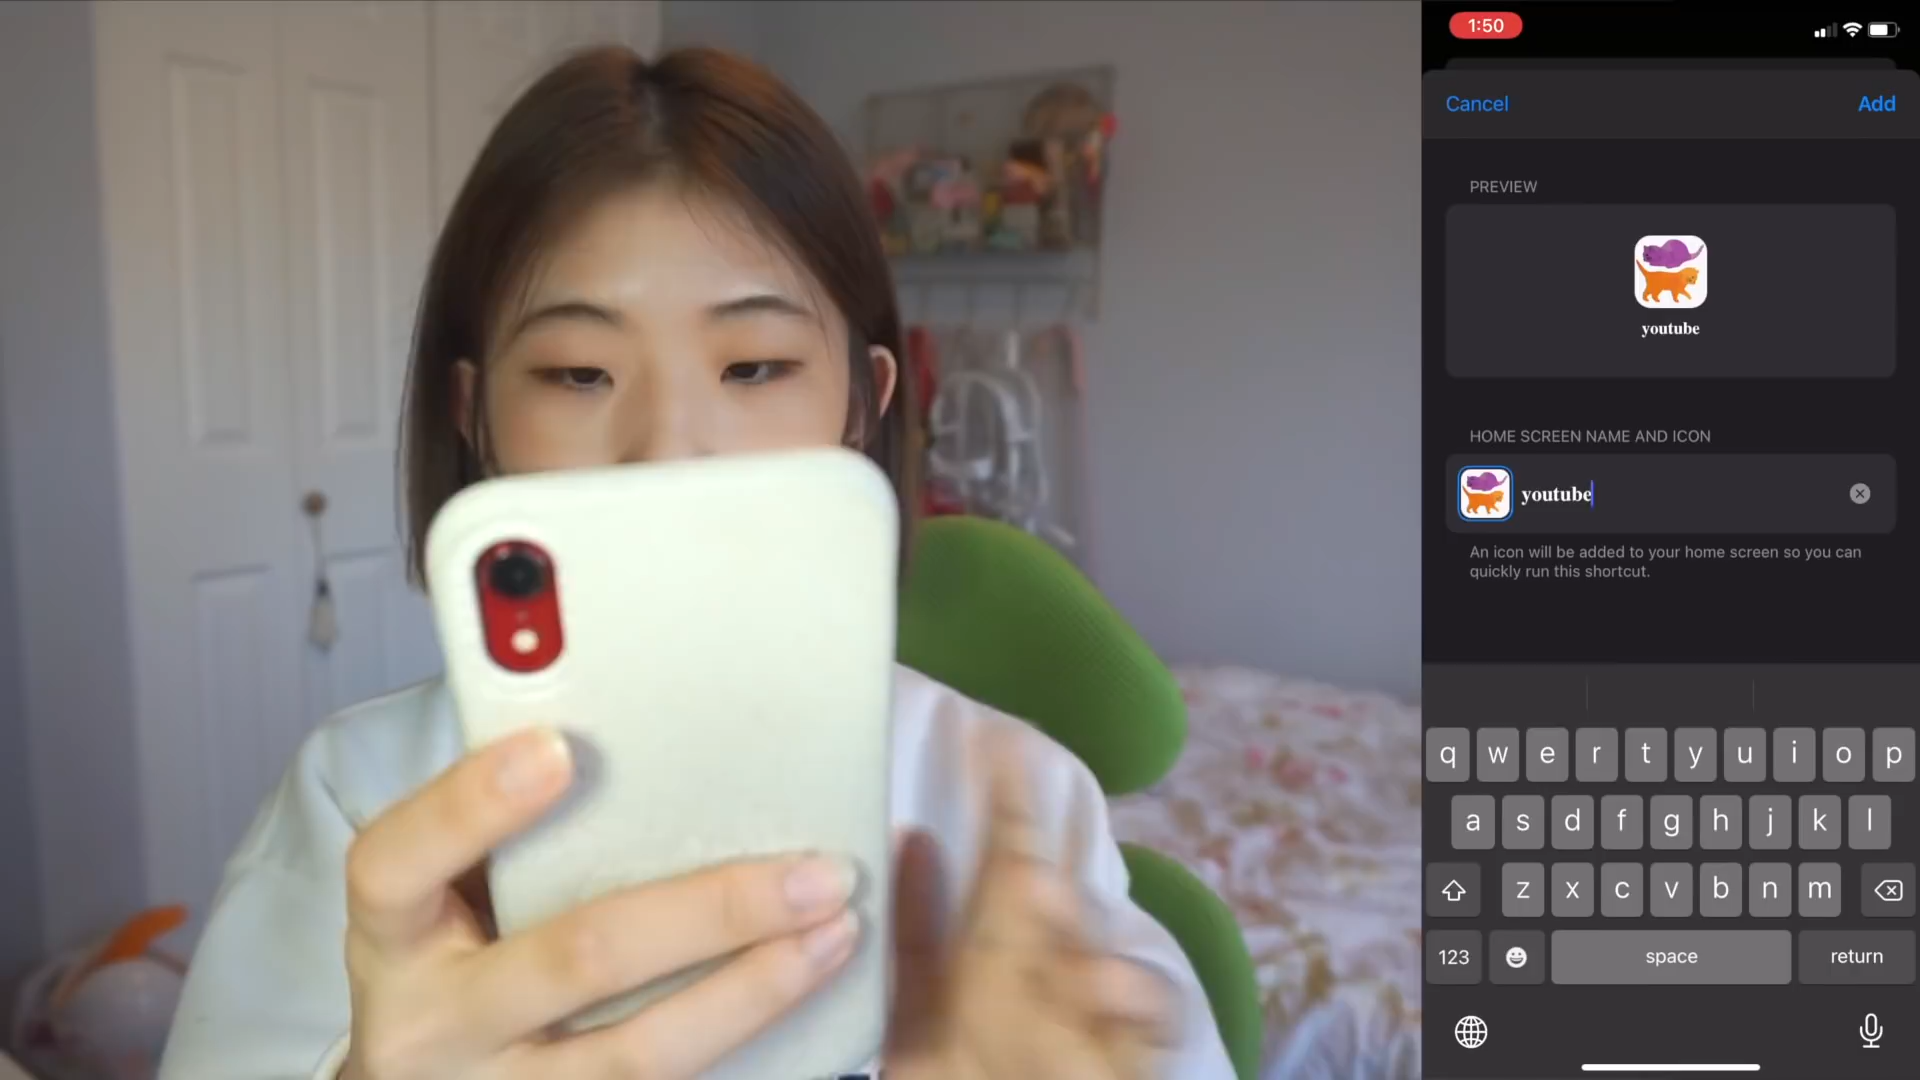 1:50
Cancel
Add
PREVIEW
youtube
HOME SCREEN NAME AND ICON
youtube
An icon will be added to your home screen so you can
quickly run this shortcut.
q w e r t y u i o p
a s d f g h j k l
z x c v b n m
123 space return